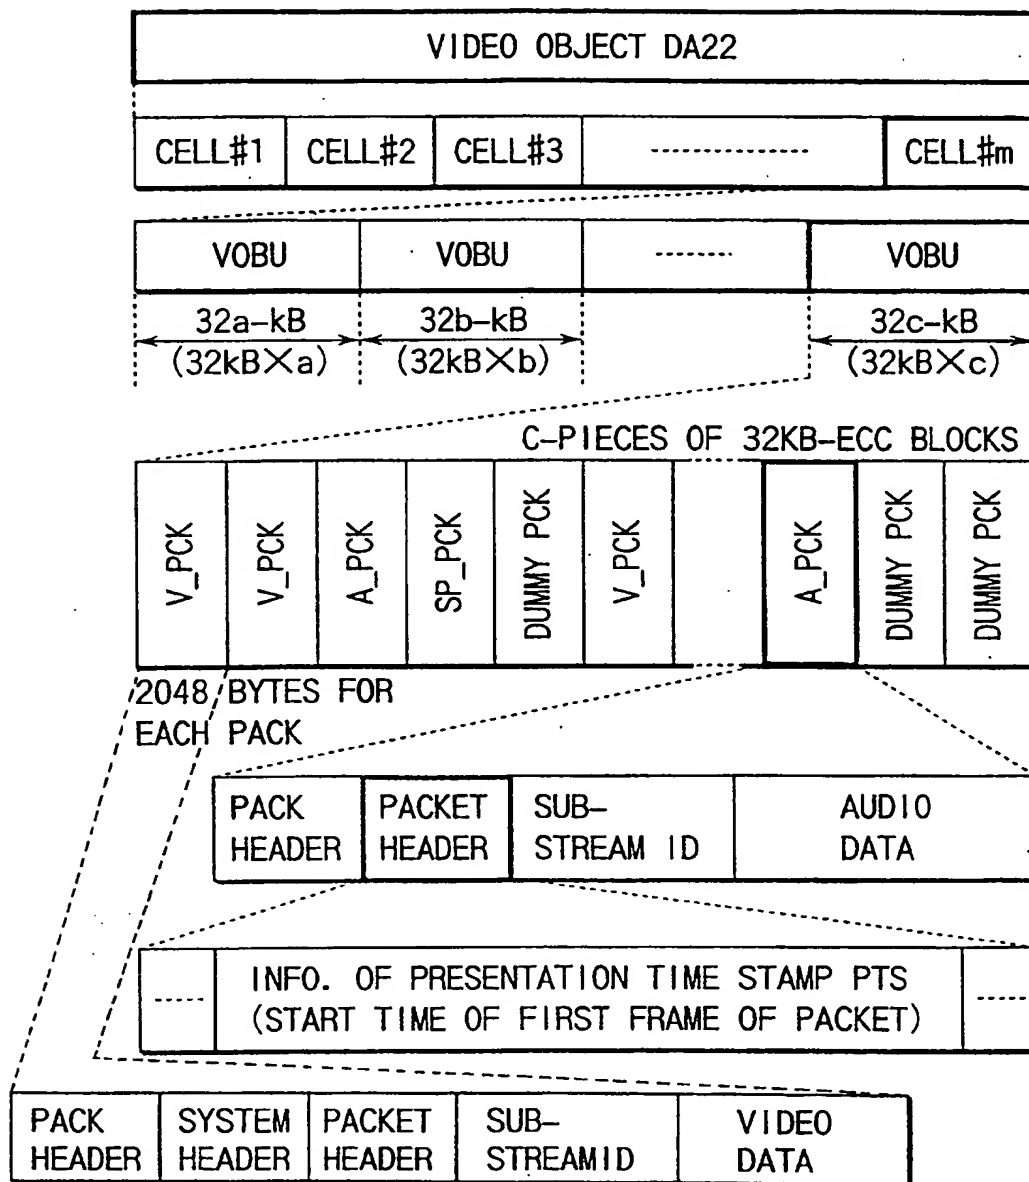 VIDEO OBJECT DA22
CELL#1 CELL#2 CELL#3 CELL#m
VOBU VOBU VOBU
32a-kB 32b-kB 32c-kB
(32kB×a) (32kB×b) (32kB×c)
C-PIECES OF 32KB-ECC BLOCKS
V_PCK
V_PCK
A_PCK
SP_PCK
DUMMY PCK
V_PCK
A_PCK
DUMMY PCK
DUMMY PCK
2048 BYTES FOR
EACH PACK
PACK
HEADER
PACKET
HEADER
SUB-
STREAM ID
AUDIO
DATA
INFO. OF PRESENTATION TIME STAMP PTS
(START TIME OF FIRST FRAME OF PACKET)
PACK
HEADER
SYSTEM
HEADER
PACKET
HEADER
SUB-
STREAMID
VIDEO
DATA